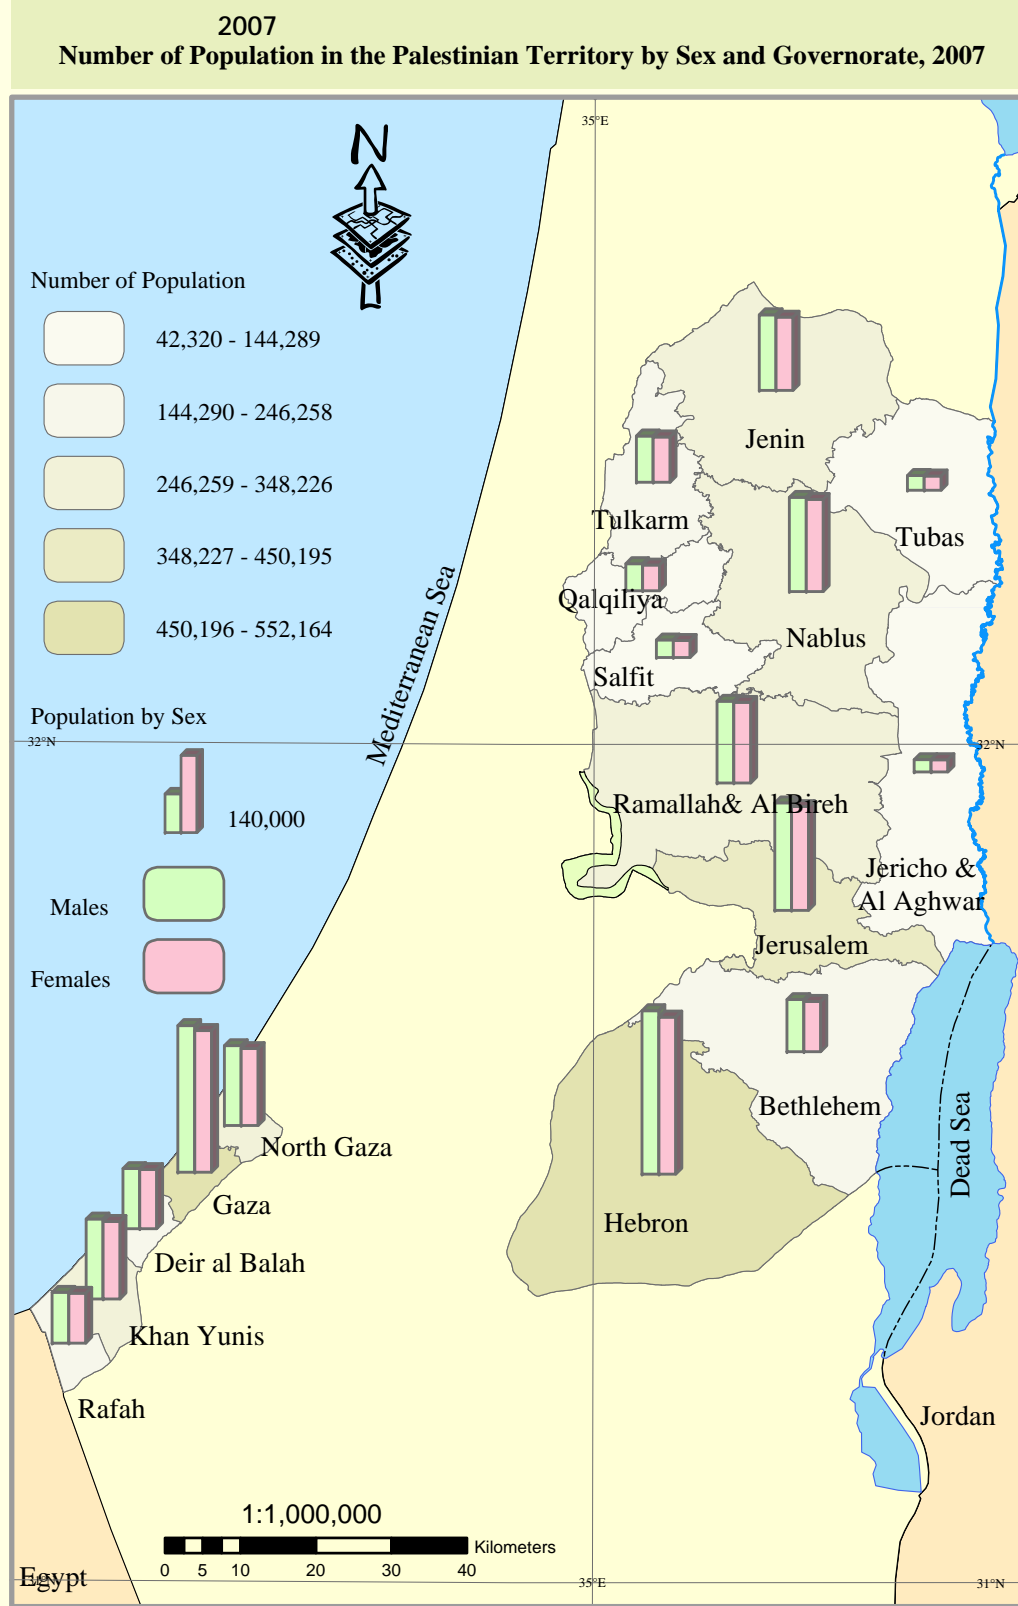 2007
Number of Population in the Palestinian Territory by Sex and Governorate, 2007
35°E
N
Number of Population
42,320 - 144,289
144,290 - 246,258
246,259 - 348,226
348,227 - 450,195
450,196 - 552,164
Population by Sex
32°N
140,000
Males
Females
Mediterranean Sea
Jenin
Tulkarm
Tubas
Qalqiliya
Nablus
Salfit
32°N
Ramallah& Al Bireh
Jericho &
Al Aghwar
Jerusalem
Bethlehem
Dead Sea
North Gaza
Gaza
Hebron
Deir al Balah
Khan Yunis
Rafah
Jordan
1:1,000,000
Kilometers
0 5 10 20 30 40
Egypt
35°E
31°N